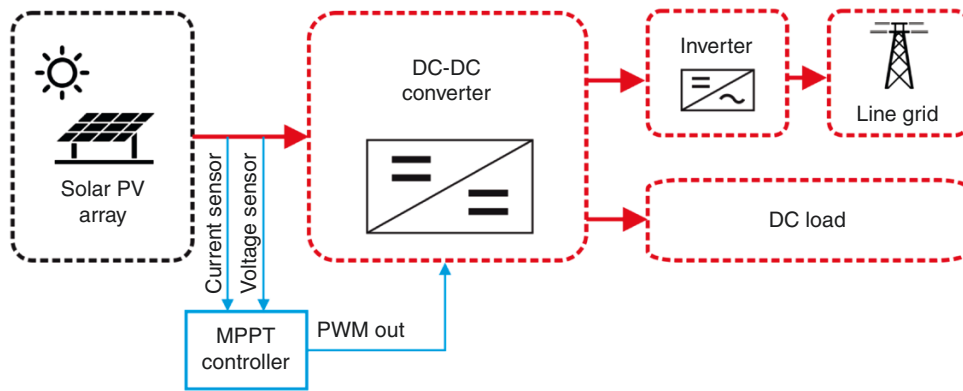 Solar PV
array
Current sensor
Voltage sensor
MPPT
controller
PWM out
DC-DC
converter
Inverter
Line grid
DC load